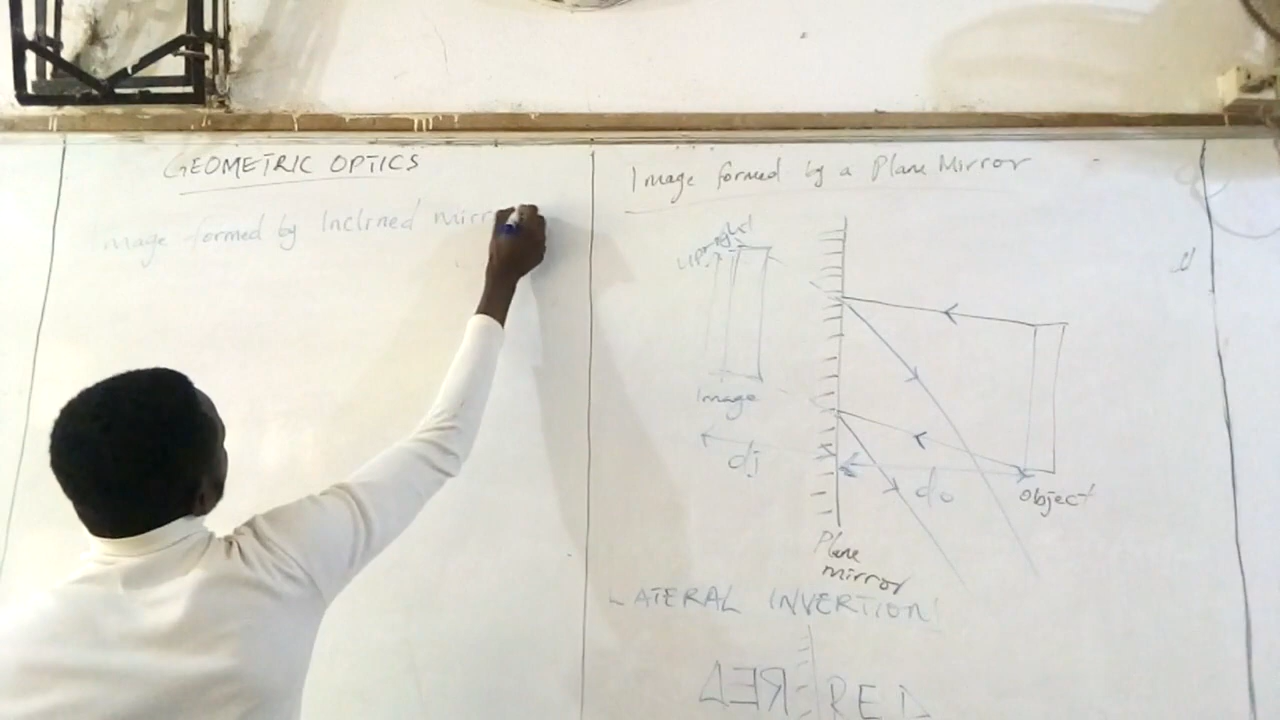 GEOMETRIC OPTICS
Image formed by Inclined mirr
Image formed by a Plane Mirror
upright
Image
di
do
Object
Plane
mirror
LATERAL INVERTION
RED